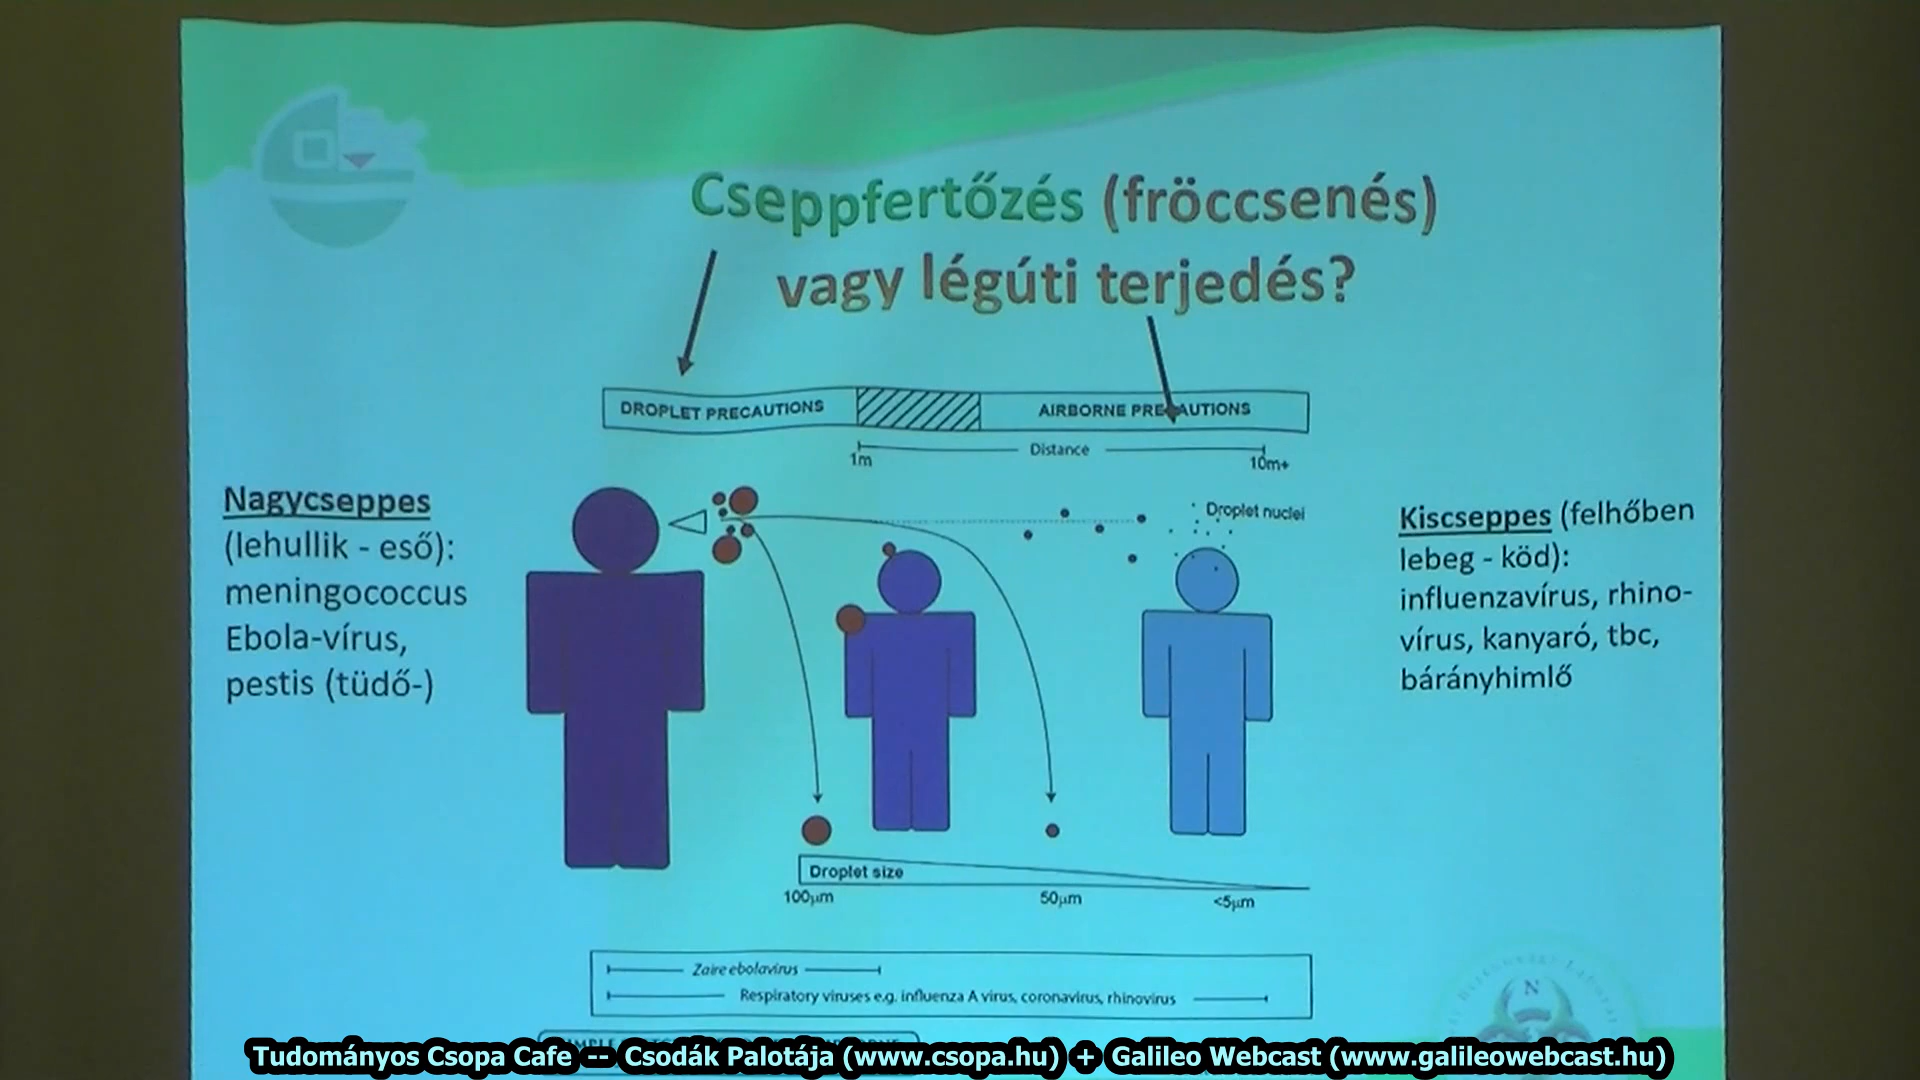 Cseppfertőzés (fröccsenés)
vagy légúti terjedés?
DROPLET PRECAUTIONS
AIRBORNE PRECAUTIONS
1m
Distance
10m+
Nagycseppes
(lehullik - eső):
meningococcus
Ebola-vírus,
pestis (tüdő-)
Droplet nuclei
Kiscseppes (felhőben
lebeg - köd):
influenzavírus, rhino-
vírus, kanyaró, tbc,
bárányhimlő
Droplet size
100µm
50µm
<5µm
Zaire ebolavirus
Respiratory viruses e.g. influenza A virus, coronavirus, rhinovirus
N
Tudományos Csopa Cafe -- Csodák Palotája (www.csopa.hu) + Galileo Webcast (www.galileowebcast.hu)